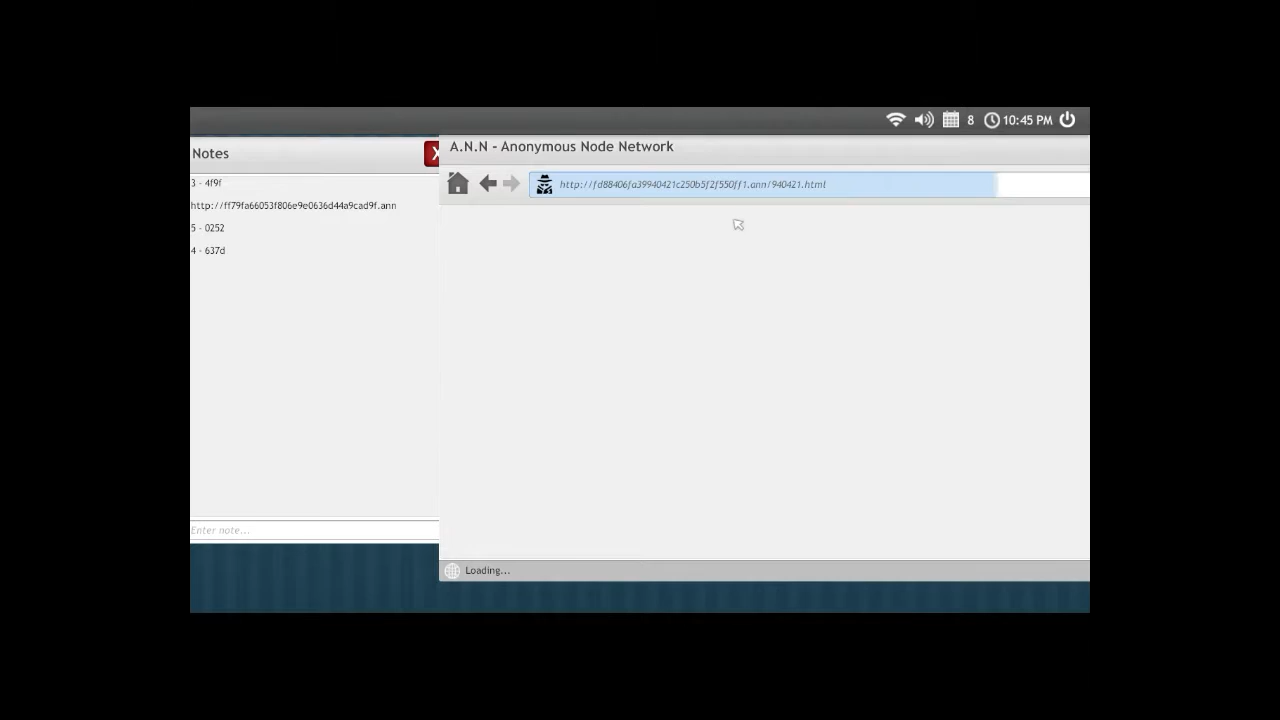 8
10:45 PM
Notes
X
A.N.N - Anonymous Node Network
http://fd88406fa39940421c250b5f2f550ff1.ann/940421.html
3 - 4f9f
http://ff79fa66053f806e9e0636d44a9cad9f.ann
5 - 0252
4 - 637d
Enter note...
Loading...